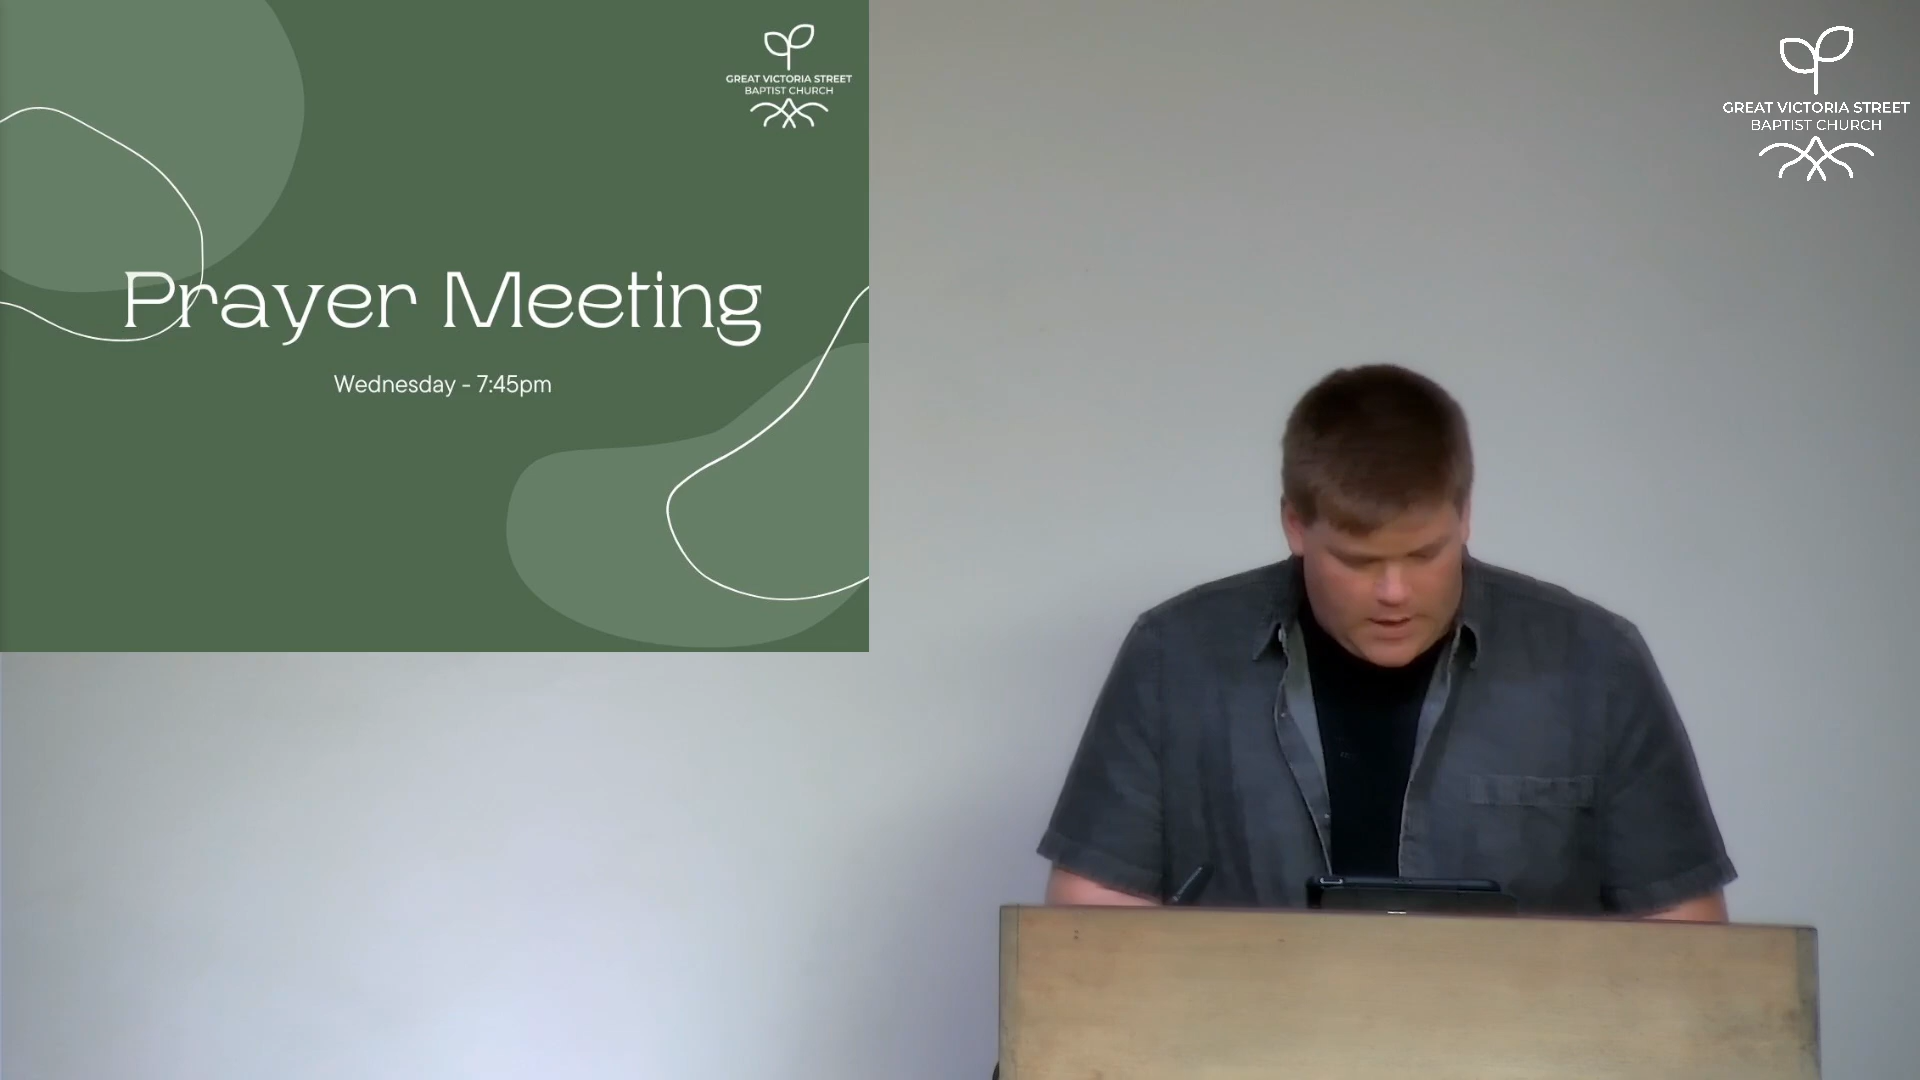 GREAT VICTORIA STREET
BAPTIST CHURCH
Prayer Meeting
Wednesday - 7:45pm
GREAT VICTORIA STREET
BAPTIST CHURCH